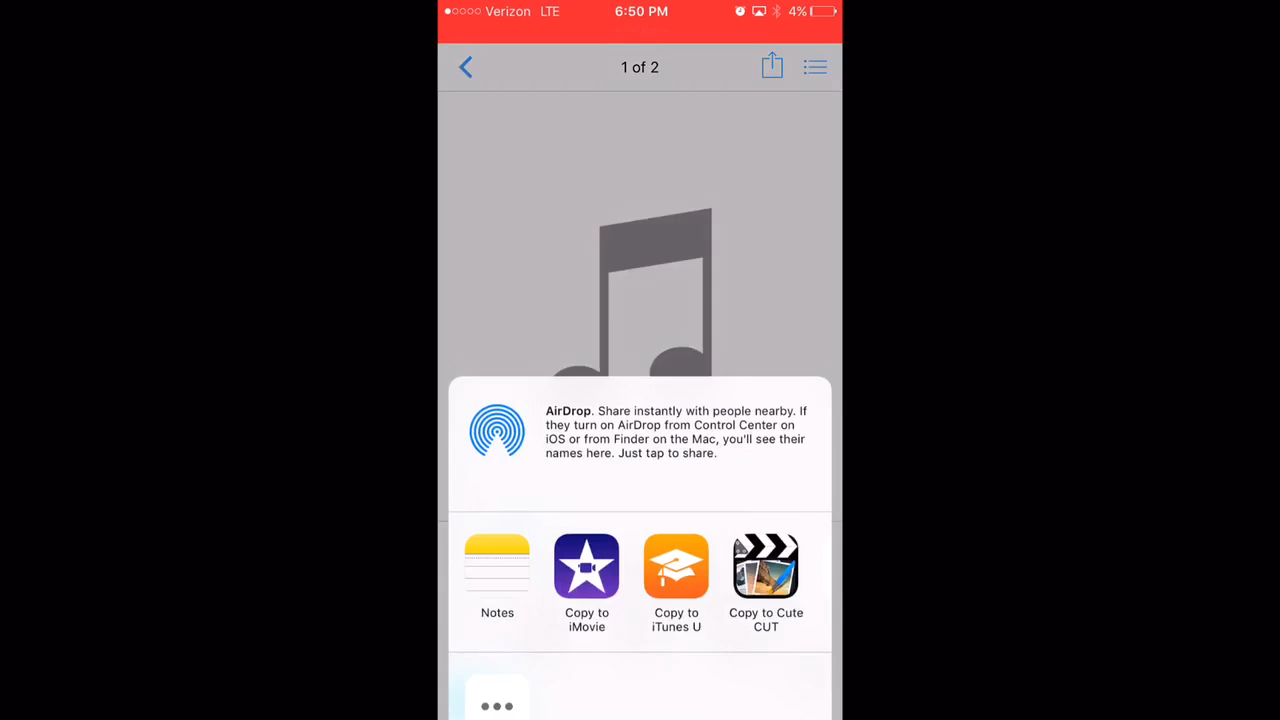 Verizon LTE 6:50 PM 4%
1 of 2
AirDrop. Share instantly with people nearby. If
they turn on AirDrop from Control Center on
iOS or from Finder on the Mac, you'll see their
names here. Just tap to share.
Notes
Copy to
iMovie
Copy to
iTunes U
Copy to Cute
CUT